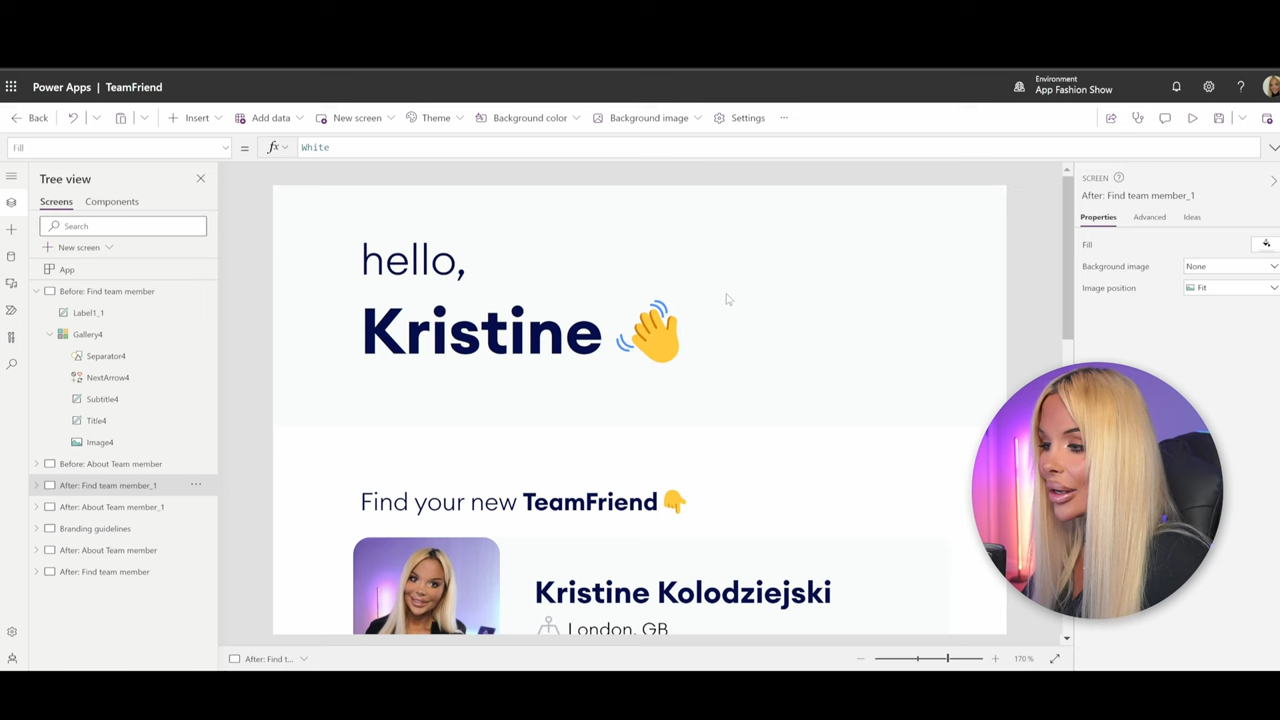 Power Apps | TeamFriend
Environment
App Fashion Show
Back
Insert
Add data
New screen
Theme
Background color
Background image
Settings
Fill
=
fx
White
Tree view
Screens
Components
Search
New screen
App
Before: Find team member
Label1_1
Gallery4
Separator4
NextArrow4
Subtitle4
Title4
Image4
Before: About Team member
After: Find team member_1
After: About Team member_1
Branding guidelines
After: About Team member
After: Find team member
hello,
Kristine
Find your new TeamFriend
Kristine Kolodziejski
London, GB
SCREEN
After: Find team member_1
Properties
Advanced
Ideas
Fill
Background image
None
Image position
Fit
After: Find t...
170 %